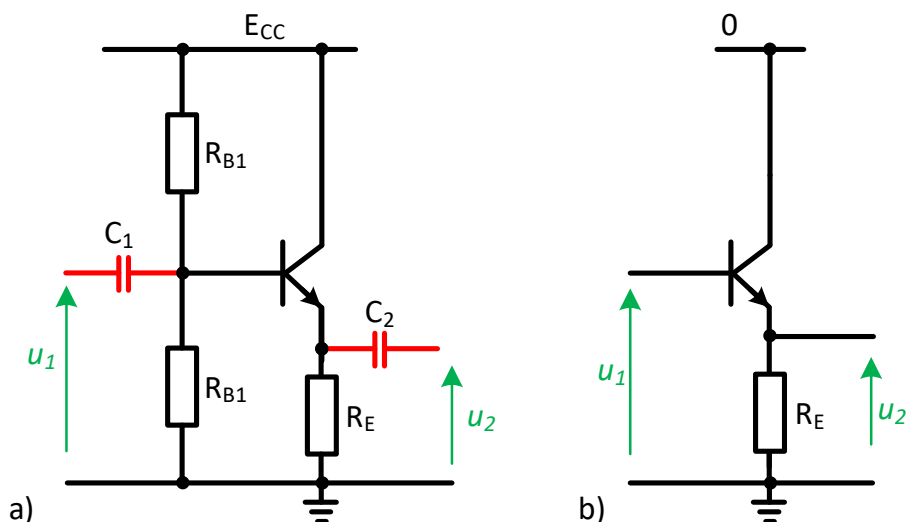 E_CC
0
R_B1
C_1
C_2
u_1
u_1
R_B1
R_E
u_2
R_E
u_2
a)
b)